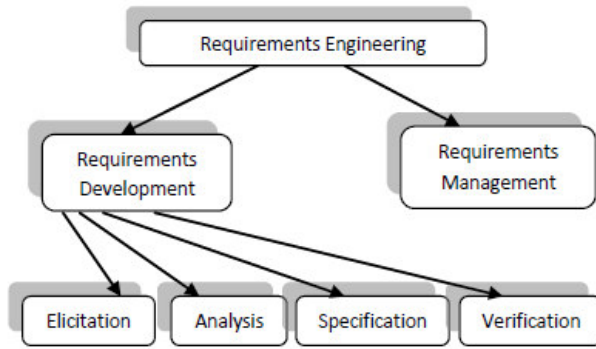 Requirements Engineering
Requirements
Development
Requirements
Management
Elicitation
Analysis
Specification
Verification